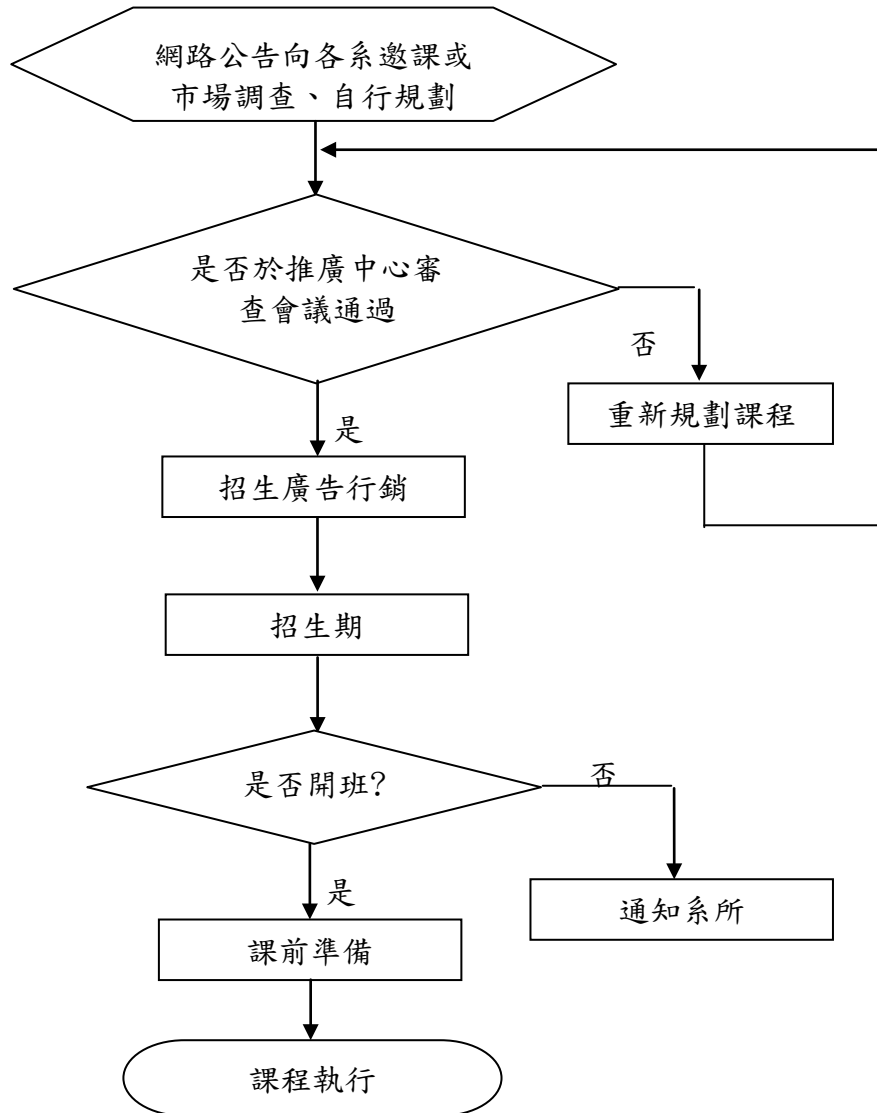 網路公告向各系邀課或
市場調查、自行規劃
是否於推廣中心審
查會議通過
否
重新規劃課程
是
招生廣告行銷
招生期
是否開班?
否
通知系所
是
課前準備
課程執行